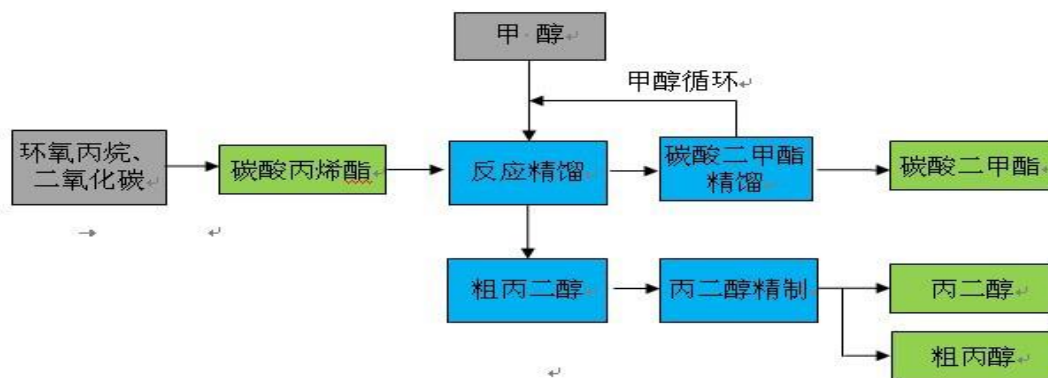 甲 醇
甲醇循环
环氧丙烷、
二氧化碳
碳酸丙烯酯
反应精馏
碳酸二甲酯
精馏
碳酸二甲酯
粗丙二醇
丙二醇精制
丙二醇
粗丙醇